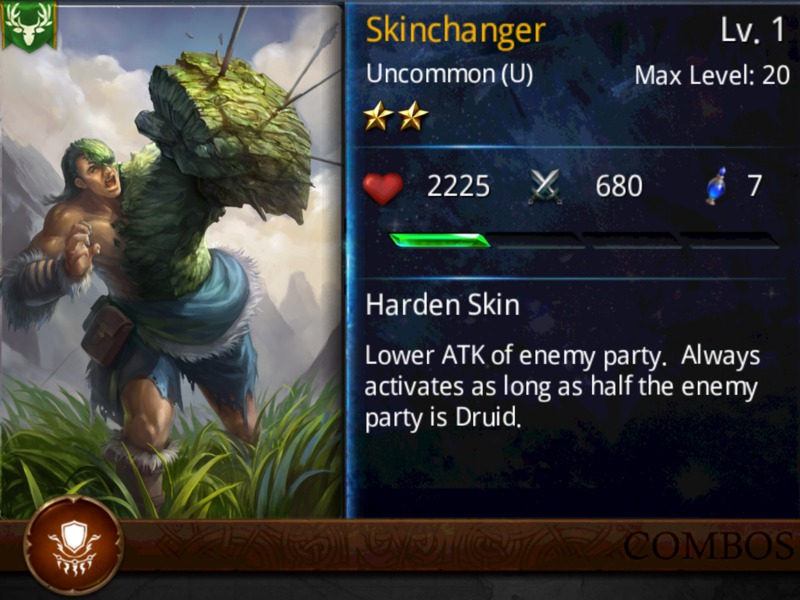 Skinchanger Lv. 1
Uncommon (U) Max Level: 20
2225 680 7
Harden Skin
Lower ATK of enemy party. Always
activates as long as half the enemy
party is Druid.
COMBOS